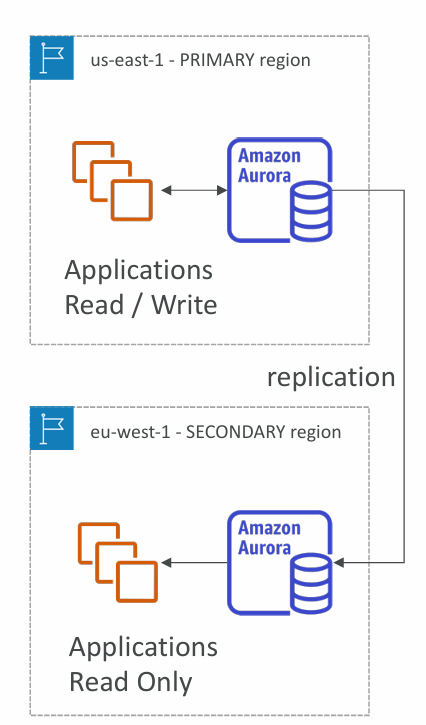 us-east-1 - PRIMARY region
Amazon
Aurora
Applications
Read / Write
replication
eu-west-1 - SECONDARY region
Amazon
Aurora
Applications
Read Only